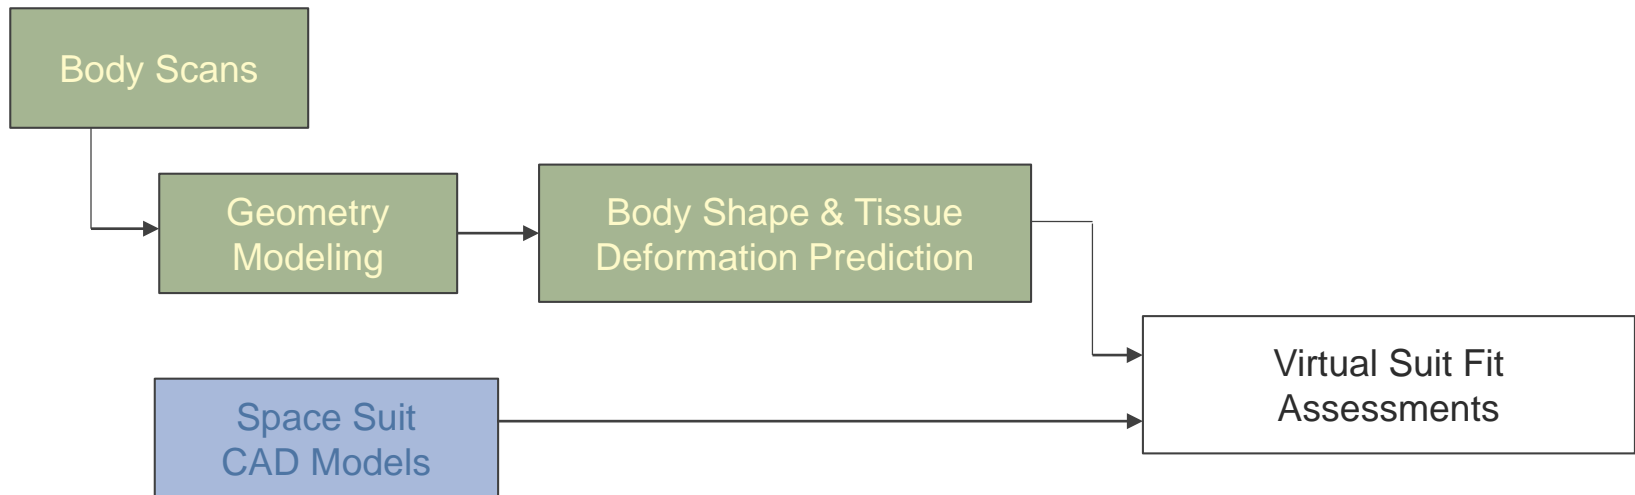 Body Scans
Geometry
Modeling
Body Shape & Tissue
Deformation Prediction
Virtual Suit Fit
Assessments
Space Suit
CAD Models